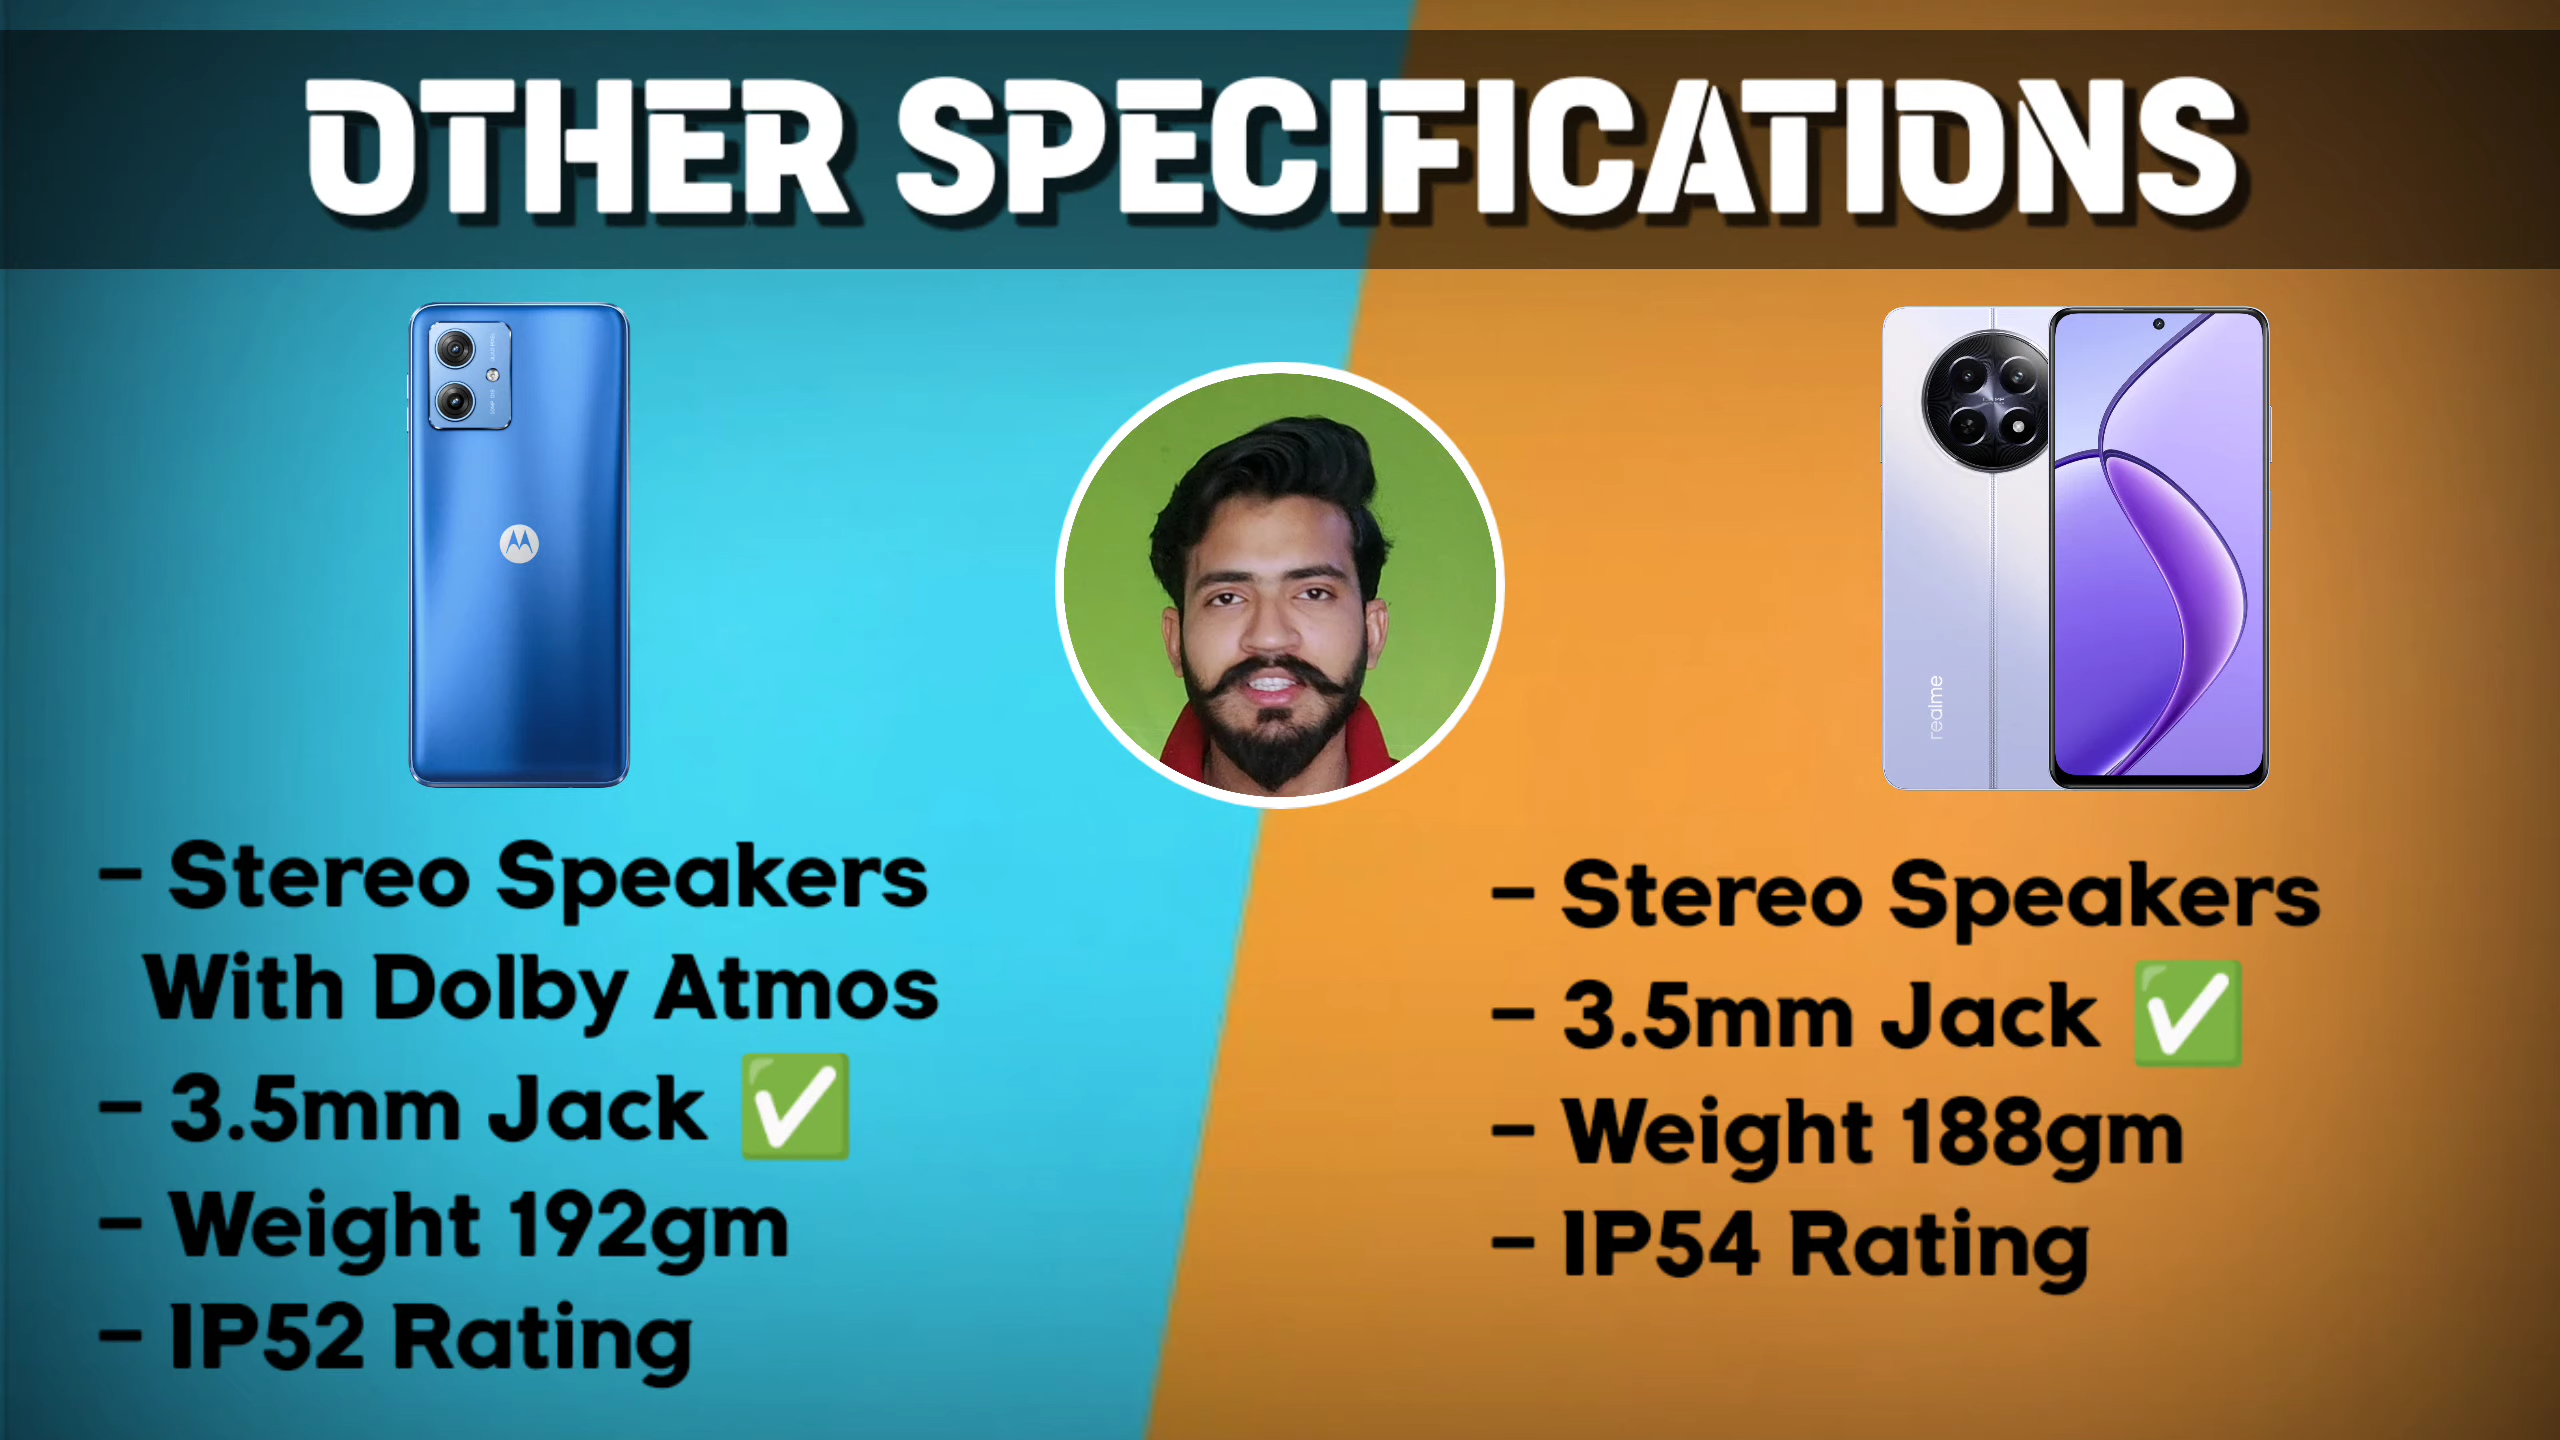 OTHER SPECIFICATIONS
– Stereo Speakers
With Dolby Atmos
– 3.5mm Jack ✅
– Weight 192gm
– IP52 Rating
realme
– Stereo Speakers
– 3.5mm Jack ✅
– Weight 188gm
– IP54 Rating